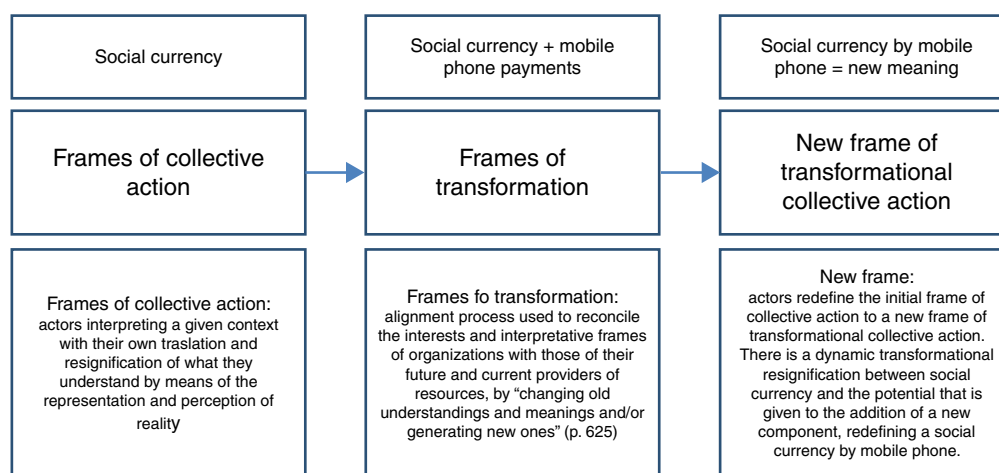 Social currency
Social currency + mobile
phone payments
Social currency by mobile
phone = new meaning
Frames of collective
action
Frames of
transformation
New frame of
transformational
collective action
Frames of collective action:
actors interpreting a given context
with their own traslation and
resignification of what they
understand by means of the
representation and perception of
reality
Frames fo transformation:
alignment process used to reconcile
the interests and interpretative frames
of organizations with those of their
future and current providers of
resources, by “changing old
understandings and meanings and/or
generating new ones” (p. 625)
New frame:
actors redefine the initial frame of
collective action to a new frame of
transformational collective action.
There is a dynamic transformational
resignification between social
currency and the potential that is
given to the addition of a new
component, redefining a social
currency by mobile phone.